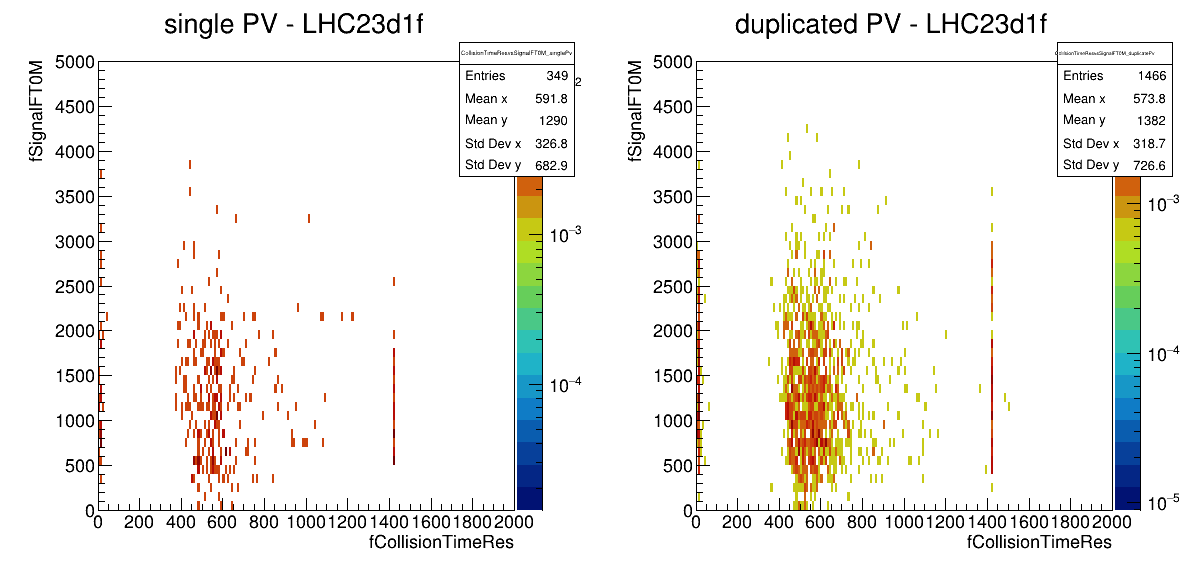 single PV - LHC23d1f
CollisionTimeResvsSignalFT0M_singlePv
Entries 349
Mean x 591.8
Mean y 1290
Std Dev x 326.8
Std Dev y 682.9
2
fSignalFT0M
5000
4500
4000
3500
3000
2500
2000
1500
1000
500
0
0 200 400 600 800 1000 1200 1400 1600 1800 2000
fCollisionTimeRes
10−3
10−4
duplicated PV - LHC23d1f
CollisionTimeResvsSignalFT0M_duplicatePv
Entries 1466
Mean x 573.8
Mean y 1382
Std Dev x 318.7
Std Dev y 726.6
fSignalFT0M
5000
4500
4000
3500
3000
2500
2000
1500
1000
500
0
0 200 400 600 800 1000 1200 1400 1600 1800 2000
fCollisionTimeRes
10−3
10−4
10−5